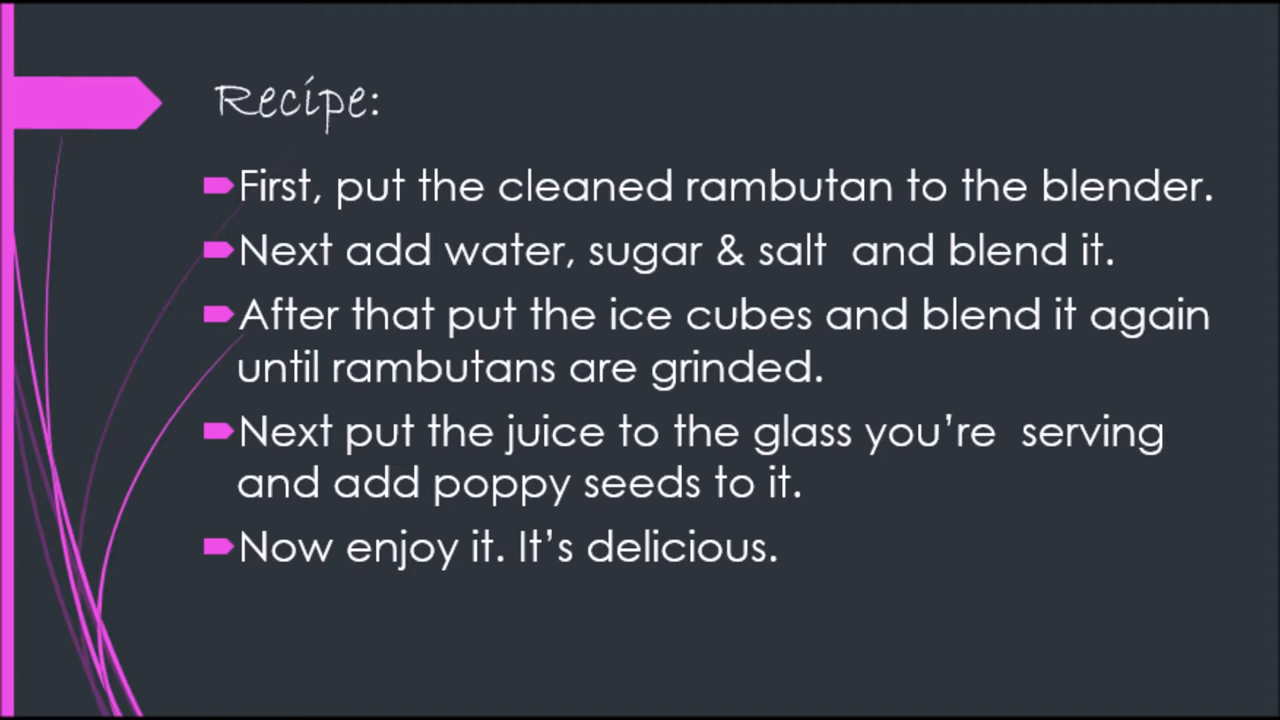 Recipe:
First, put the cleaned rambutan to the blender.
Next add water, sugar & salt  and blend it.
After that put the ice cubes and blend it again
until rambutans are grinded.
Next put the juice to the glass you’re  serving
and add poppy seeds to it.
Now enjoy it. It’s delicious.